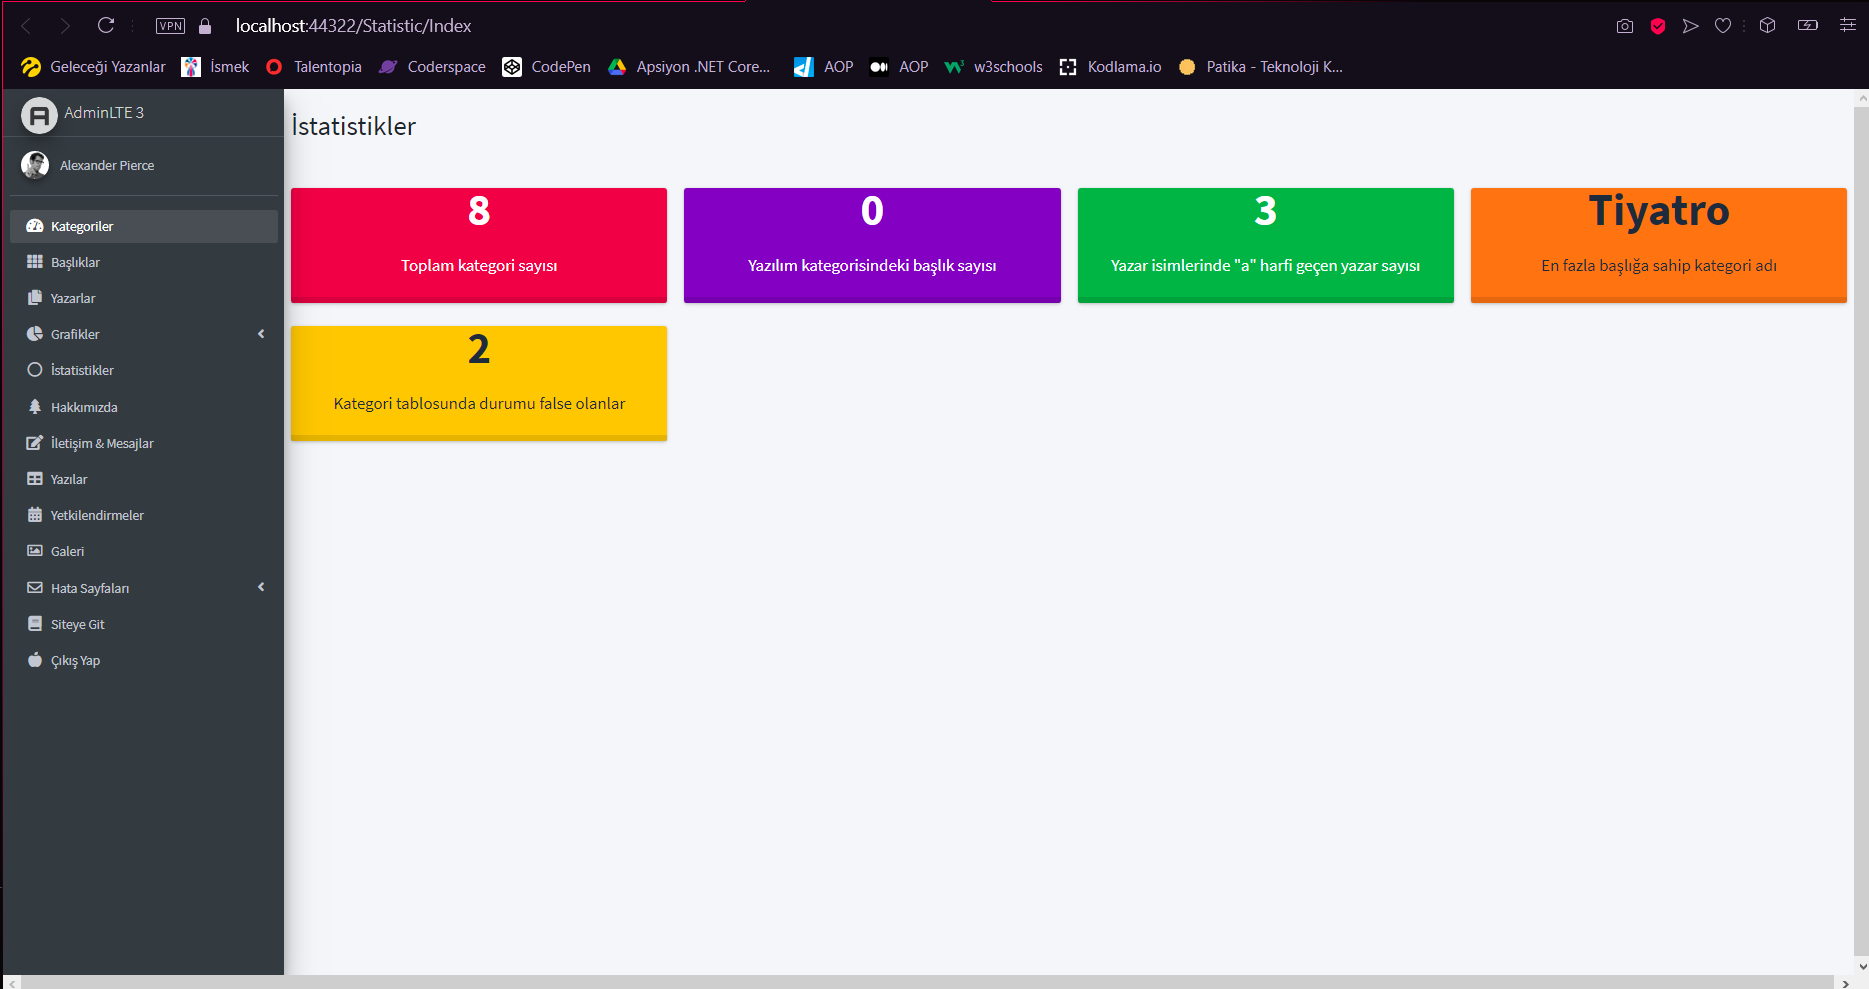 VPN localhost:44322/Statistic/Index
Geleceği Yazanlar İsmek Talentopia Coderspace CodePen Apsiyon .NET Core... AOP AOP w3schools Kodlama.io Patika - Teknoloji K...
AdminLTE 3
Alexander Pierce
Kategoriler
Başlıklar
Yazarlar
Grafikler
İstatistikler
Hakkımızda
İletişim & Mesajlar
Yazılar
Yetkilendirmeler
Galeri
Hata Sayfaları
Siteye Git
Çıkış Yap
İstatistikler
8
Toplam kategori sayısı
0
Yazılım kategorisindeki başlık sayısı
3
Yazar isimlerinde "a" harfi geçen yazar sayısı
Tiyatro
En fazla başlığa sahip kategori adı
2
Kategori tablosunda durumu false olanlar